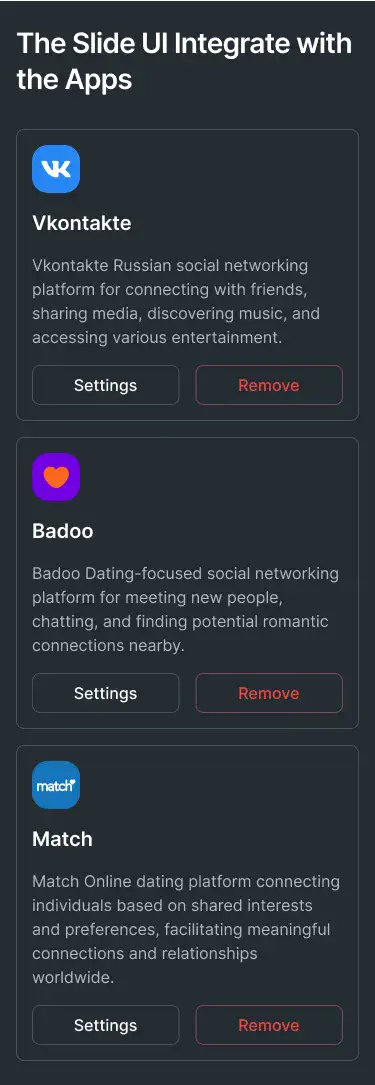 The Slide UI Integrate with
the Apps
Vkontakte
Vkontakte Russian social networking
platform for connecting with friends,
sharing media, discovering music, and
accessing various entertainment.
Settings
Remove
Badoo
Badoo Dating-focused social networking
platform for meeting new people,
chatting, and finding potential romantic
connections nearby.
Settings
Remove
match
Match
Match Online dating platform connecting
individuals based on shared interests
and preferences, facilitating meaningful
connections and relationships
worldwide.
Settings
Remove